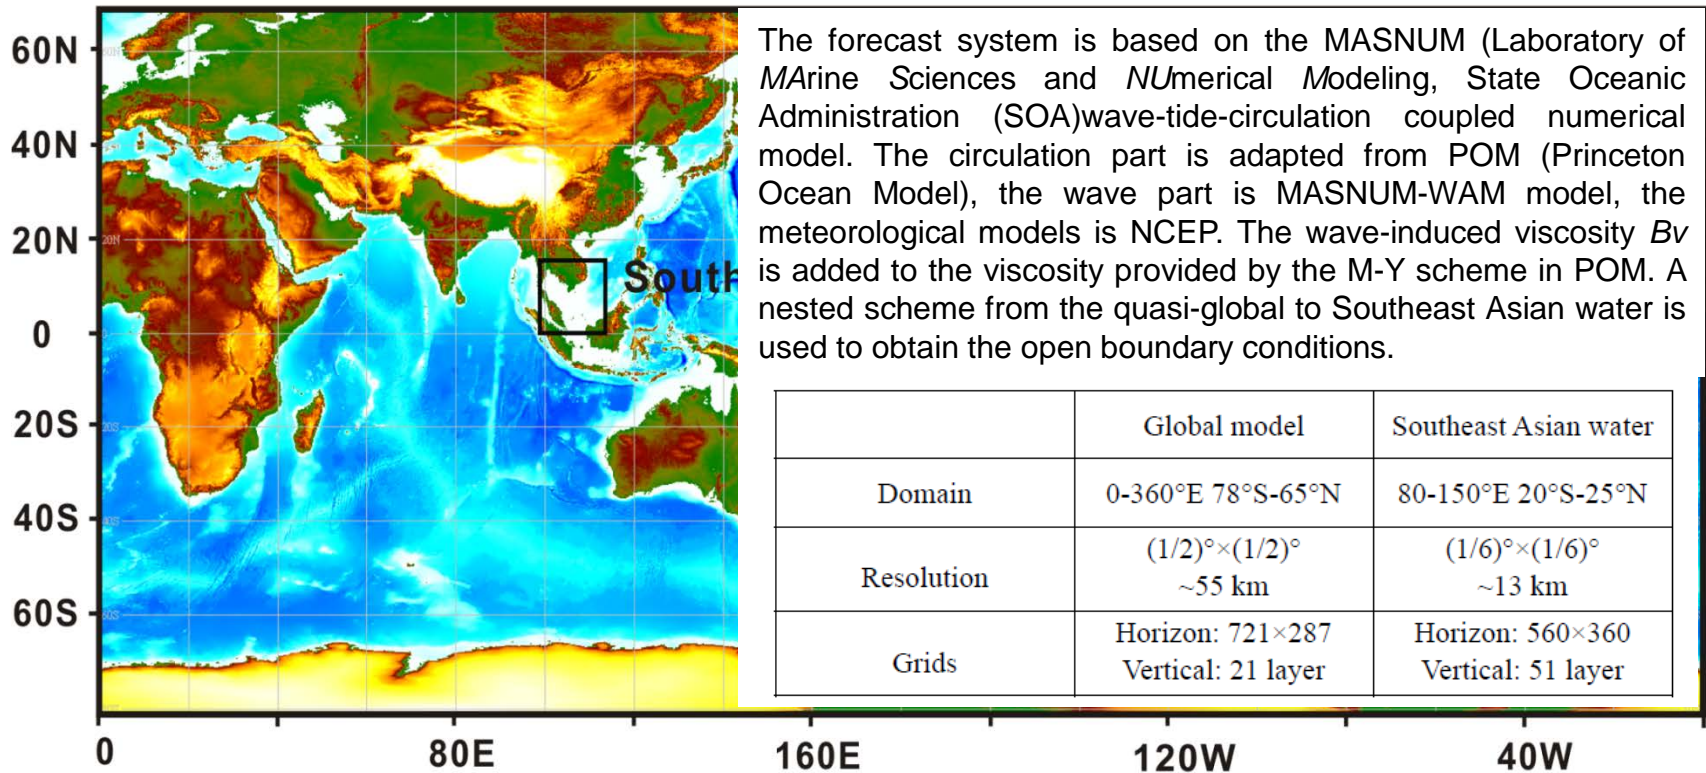 60N
40N
20N
0
20S
40S
60S
South
The forecast system is based on the MASNUM (Laboratory of
MArine Sciences and NUmerical Modeling, State Oceanic
Administration (SOA)wave-tide-circulation coupled numerical
model. The circulation part is adapted from POM (Princeton
Ocean Model), the wave part is MASNUM-WAM model, the
meteorological models is NCEP. The wave-induced viscosity Bv
is added to the viscosity provided by the M-Y scheme in POM. A
nested scheme from the quasi-global to Southeast Asian water is
used to obtain the open boundary conditions.
Global model Southeast Asian water
Domain 0-360°E 78°S-65°N 80-150°E 20°S-25°N
Resolution (1/2)°×(1/2)° (1/6)°×(1/6)°
~55 km ~13 km
Grids Horizon: 721×287 Horizon: 560×360
Vertical: 21 layer Vertical: 51 layer
0 80E 160E 120W 40W